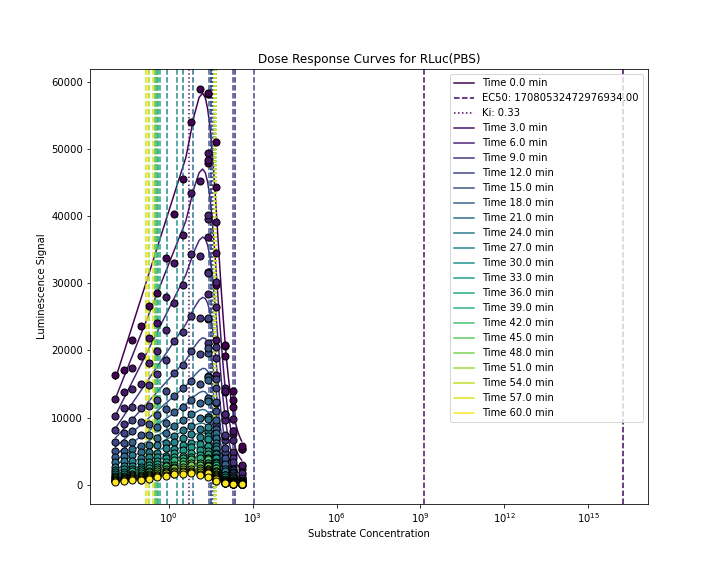 Dose Response Curves for RLuc(PBS)
60000
50000
40000
30000
20000
10000
0
Luminescence Signal
10^0
10^3
10^6
10^9
10^12
10^15
Substrate Concentration
Time 0.0 min
EC50: 17080532472976934.00
Ki: 0.33
Time 3.0 min
Time 6.0 min
Time 9.0 min
Time 12.0 min
Time 15.0 min
Time 18.0 min
Time 21.0 min
Time 24.0 min
Time 27.0 min
Time 30.0 min
Time 33.0 min
Time 36.0 min
Time 39.0 min
Time 42.0 min
Time 45.0 min
Time 48.0 min
Time 51.0 min
Time 54.0 min
Time 57.0 min
Time 60.0 min